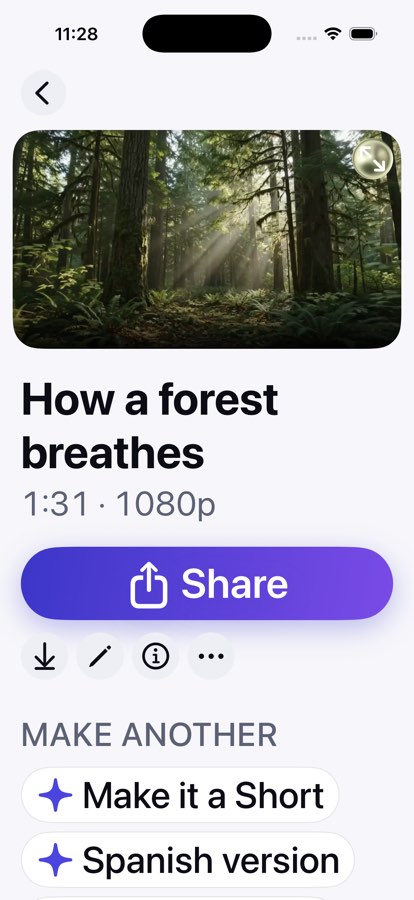 11:28
How a forest
breathes
1:31 · 1080p
Share
MAKE ANOTHER
Make it a Short
Spanish version